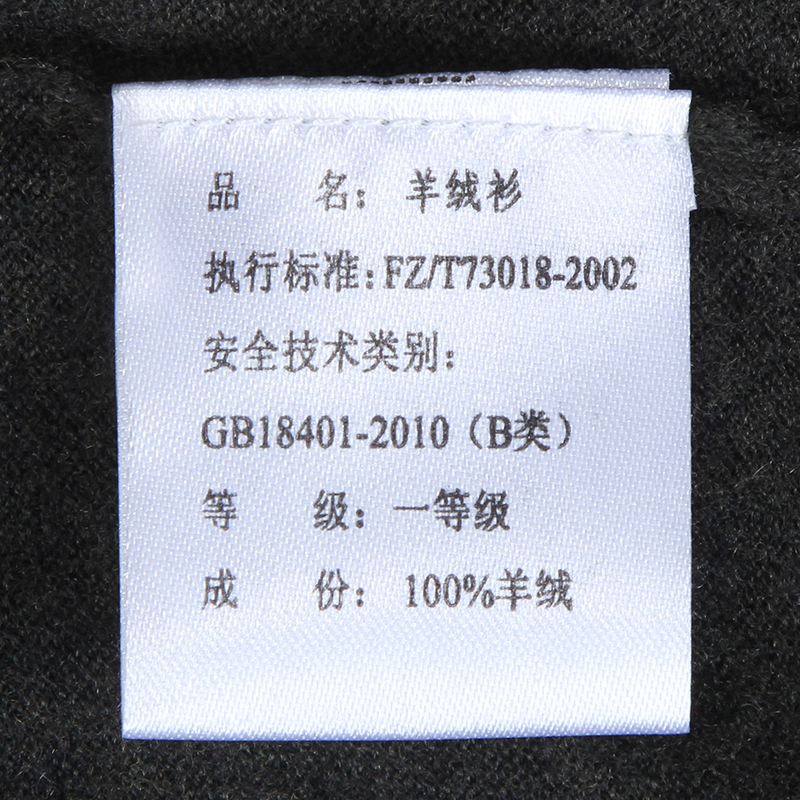 品 名：羊绒衫
执行标准：FZ/T73018-2002
安全技术类别：
GB18401-2010（B类）
等 级：一等级
成 份：100%羊绒